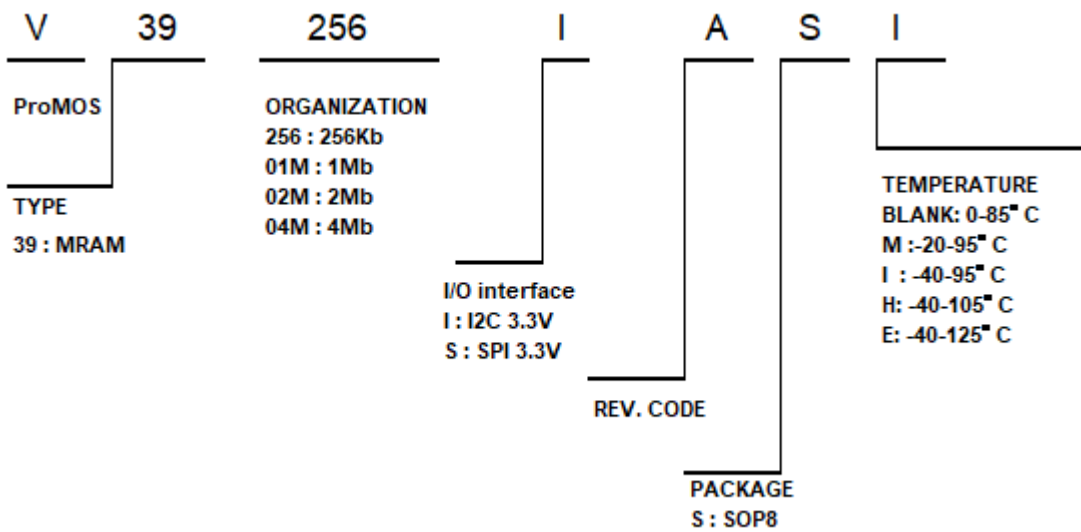 V 39 256 I A S I
ProMOS
TYPE
39 : MRAM
ORGANIZATION
256 : 256Kb
01M : 1Mb
02M : 2Mb
04M : 4Mb
I/O interface
I : I2C 3.3V
S : SPI 3.3V
REV. CODE
PACKAGE
S : SOP8
TEMPERATURE
BLANK: 0-85° C
M :-20-95° C
I : -40-95° C
H: -40-105° C
E: -40-125° C